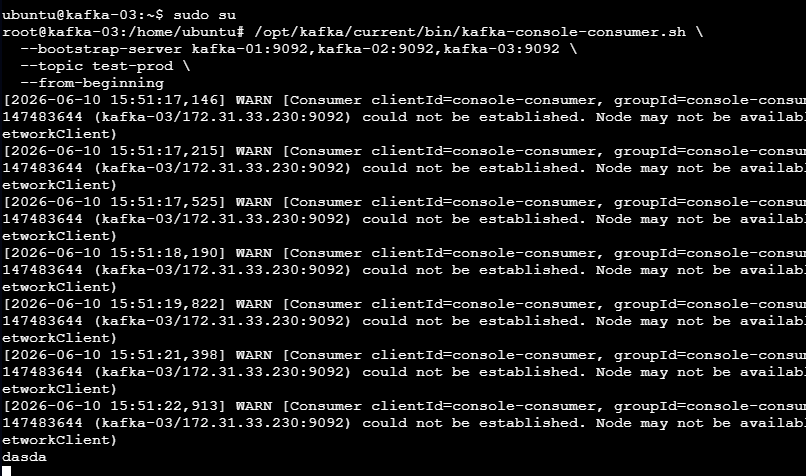 ubuntu@kafka-03:~$ sudo su
root@kafka-03:/home/ubuntu# /opt/kafka/current/bin/kafka-console-consumer.sh \
--bootstrap-server kafka-01:9092,kafka-02:9092,kafka-03:9092 \
--topic test-prod \
--from-beginning
[2026-06-10 15:51:17,146] WARN [Consumer clientId=console-consumer, groupId=console-consu
147483644 (kafka-03/172.31.33.230:9092) could not be established. Node may not be availab
etworkClient)
[2026-06-10 15:51:17,215] WARN [Consumer clientId=console-consumer, groupId=console-consu
147483644 (kafka-03/172.31.33.230:9092) could not be established. Node may not be availab
etworkClient)
[2026-06-10 15:51:17,525] WARN [Consumer clientId=console-consumer, groupId=console-consu
147483644 (kafka-03/172.31.33.230:9092) could not be established. Node may not be availab
etworkClient)
[2026-06-10 15:51:18,190] WARN [Consumer clientId=console-consumer, groupId=console-consu
147483644 (kafka-03/172.31.33.230:9092) could not be established. Node may not be availab
etworkClient)
[2026-06-10 15:51:19,822] WARN [Consumer clientId=console-consumer, groupId=console-consu
147483644 (kafka-03/172.31.33.230:9092) could not be established. Node may not be availab
etworkClient)
[2026-06-10 15:51:21,398] WARN [Consumer clientId=console-consumer, groupId=console-consu
147483644 (kafka-03/172.31.33.230:9092) could not be established. Node may not be availab
etworkClient)
[2026-06-10 15:51:22,913] WARN [Consumer clientId=console-consumer, groupId=console-consu
147483644 (kafka-03/172.31.33.230:9092) could not be established. Node may not be availab
etworkClient)
dasda